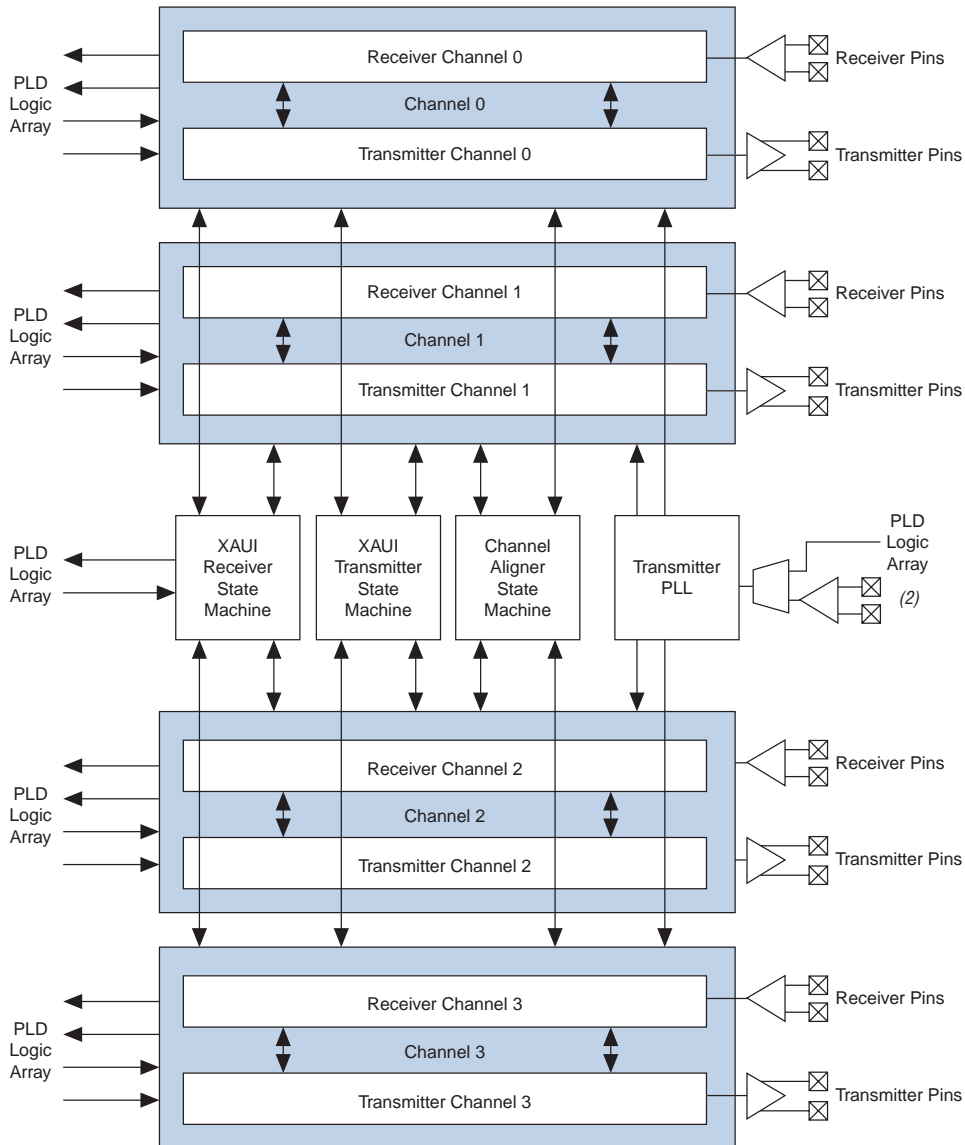 PLD
Logic
Array
Receiver Channel 0
Channel 0
Transmitter Channel 0
Receiver Pins
Transmitter Pins
PLD
Logic
Array
Receiver Channel 1
Channel 1
Transmitter Channel 1
Receiver Pins
Transmitter Pins
PLD
Logic
Array
XAUI
Receiver
State
Machine
XAUI
Transmitter
State
Machine
Channel
Aligner
State
Machine
Transmitter
PLL
PLD
Logic
Array
(2)
PLD
Logic
Array
Receiver Channel 2
Channel 2
Transmitter Channel 2
Receiver Pins
Transmitter Pins
PLD
Logic
Array
Receiver Channel 3
Channel 3
Transmitter Channel 3
Receiver Pins
Transmitter Pins